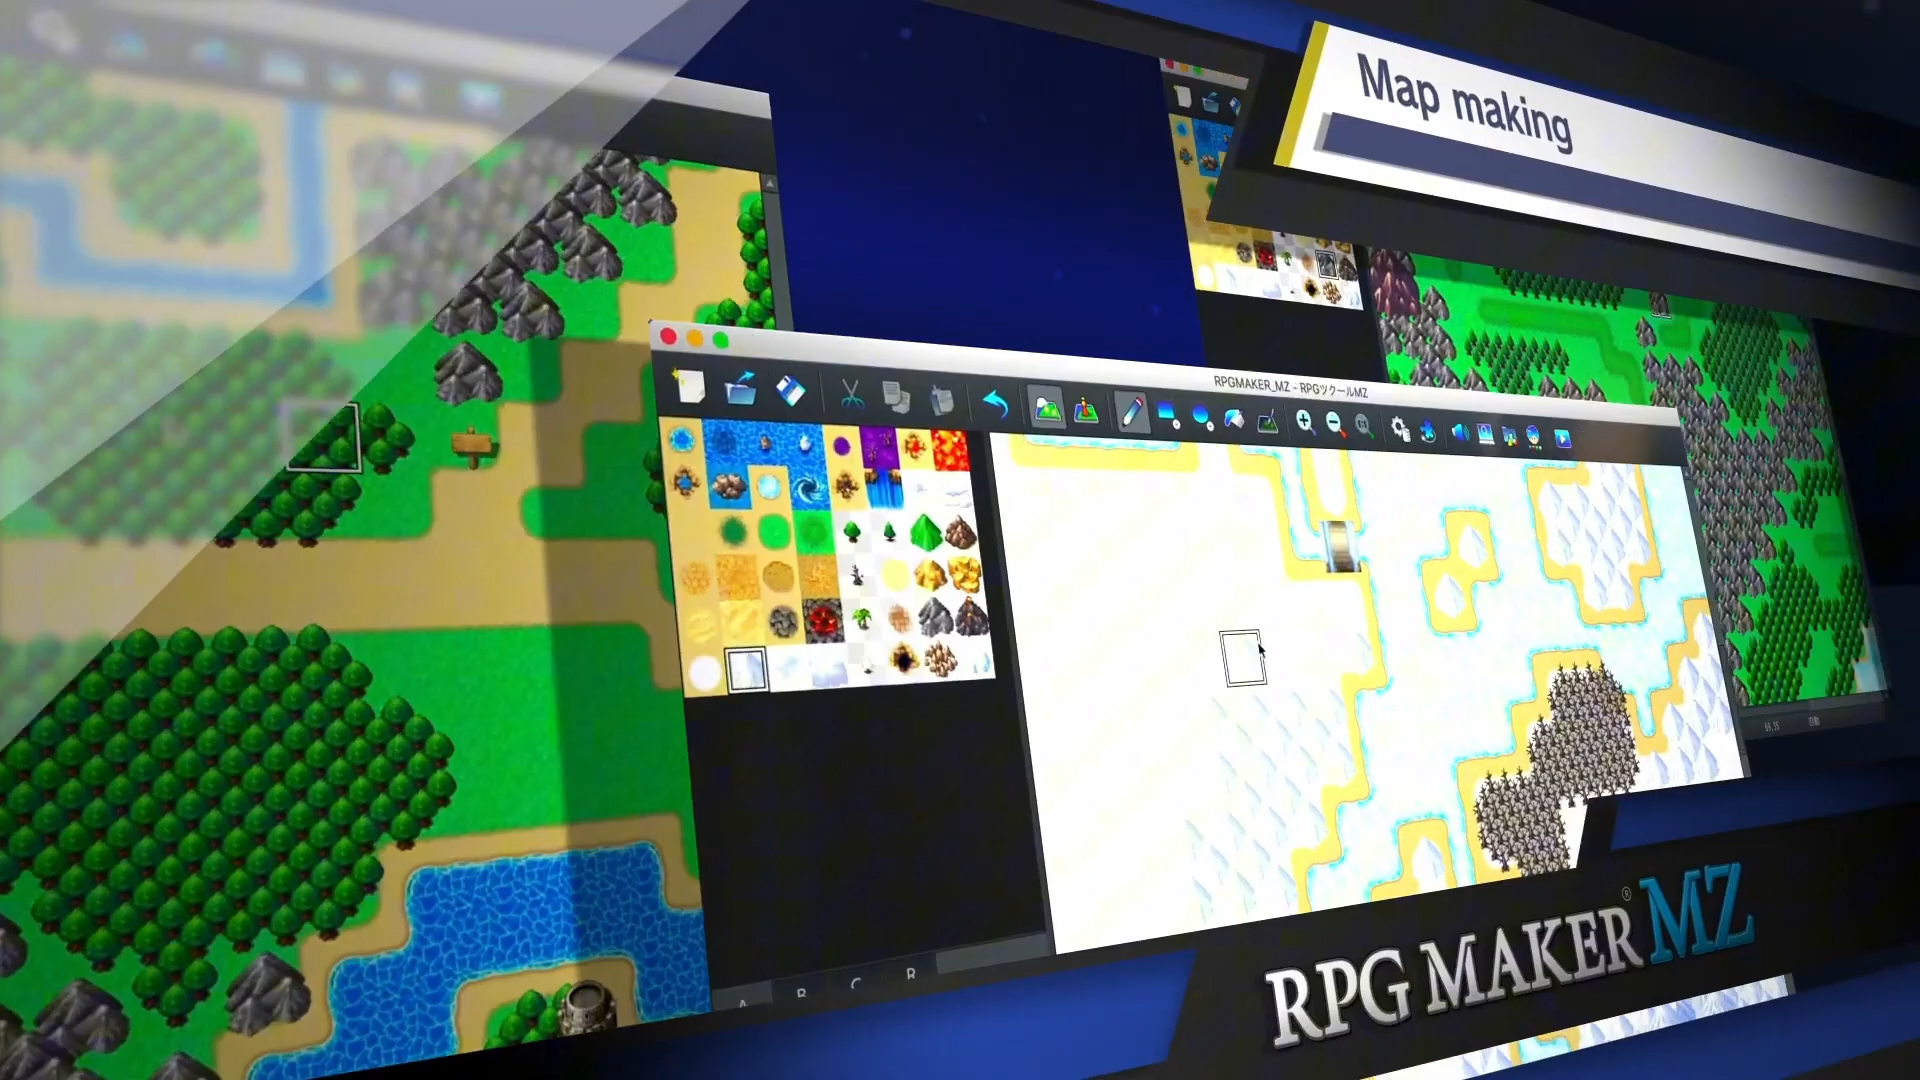 Map making
RPGMAKER_MZ - RPGツクールMZ
A B C R
RPG MAKER® MZ